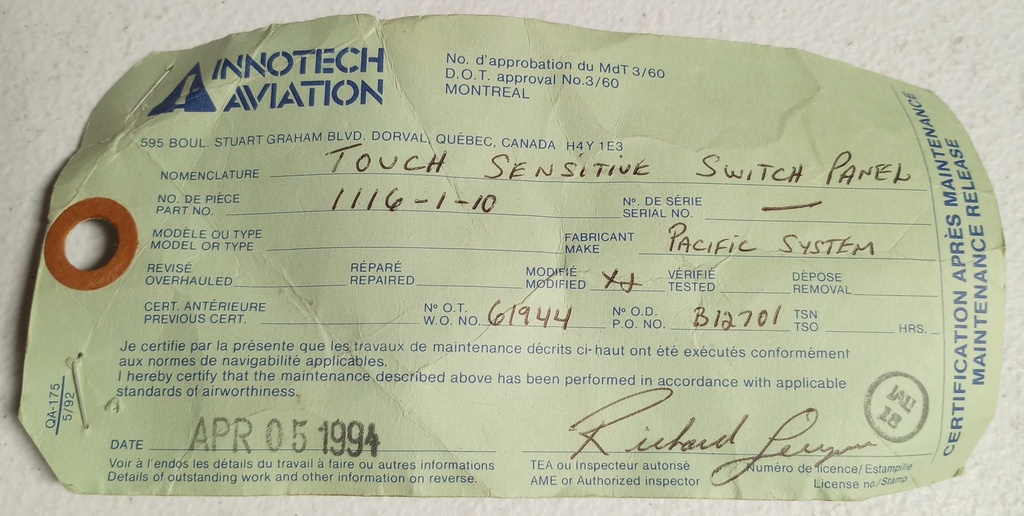 INNOTECH
AVIATION
No. d'approbation du MdT 3/60
D.O.T. approval No.3/60
MONTREAL
595 BOUL. STUART GRAHAM BLVD. DORVAL, QUÉBEC, CANADA H4Y 1E3
NOMENCLATURE TOUCH SENSITIVE SWITCH PANEL
NO. DE PIÈCE
PART NO. 1116-1-10
No. DE SÉRIE
SERIAL NO. —
MODÈLE OU TYPE
MODEL OR TYPE
FABRICANT
MAKE PACIFIC SYSTEM
REVISÉ
OVERHAULED
RÉPARÉ
REPAIRED
MODIFIÉ
MODIFIED
VÉRIFIÉ
TESTED
DÉPOSE
REMOVAL
CERT. ANTÉRIEURE
PREVIOUS CERT.
No O.T.
W.O. NO. 61944
No O.D.
P.O. NO. B12701
TSN
TSO HRS.
Je certifie par la présente que les travaux de maintenance décrits ci-haut ont été exécutés conformément
aux normes de navigabilité applicables.
I hereby certify that the maintenance described above has been performed in accordance with applicable
standards of airworthiness.
DATE APR 05 1994
Richard
Voir à l'endos les détails du travail à faire ou autres informations
Details of outstanding work and other information on reverse.
TEA ou Inspecteur autorisé
AME or Authorized inspector
Numéro de licence/Estampille
License no./Stamp
IAU
18
CERTIFICATION APRÈS MAINTENANCE
MAINTENANCE RELEASE
QA-175
5/92